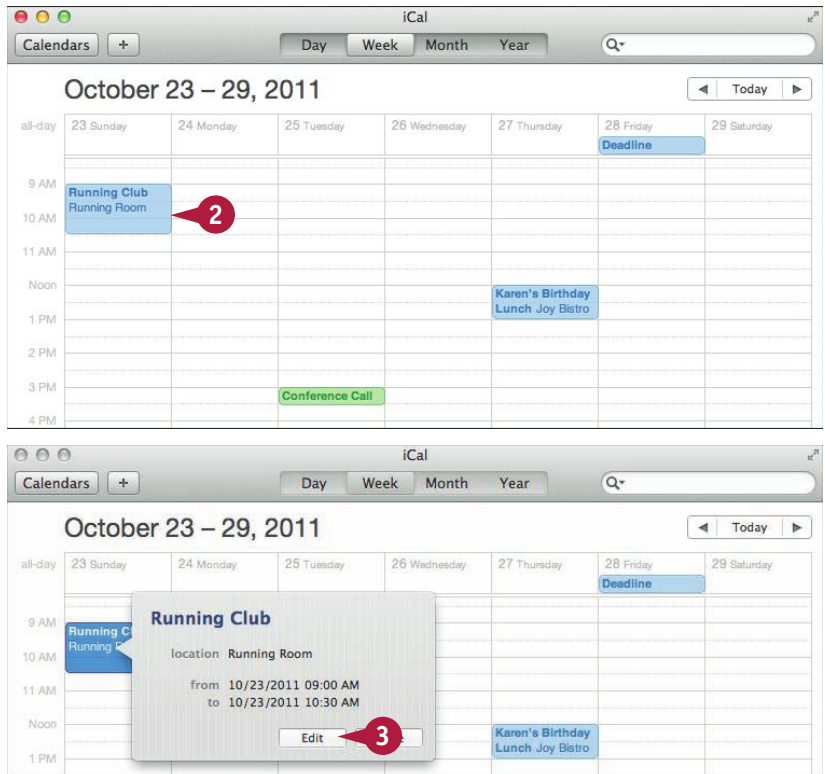 iCal
Calendars + Day Week Month Year Q
October 23 – 29, 2011 Today
all-day 23 Sunday 24 Monday 25 Tuesday 26 Wednesday 27 Thursday 28 Friday 29 Saturday
Deadline
9 AM
Running Club
Running Room
10 AM
2
11 AM
Noon
Karen's Birthday
Lunch Joy Bistro
1 PM
2 PM
3 PM
Conference Call
4 PM
iCal
Calendars + Day Week Month Year Q
October 23 – 29, 2011 Today
all-day 23 Sunday 24 Monday 25 Tuesday 26 Wednesday 27 Thursday 28 Friday 29 Saturday
Deadline
9 AM
Running
Running
10 AM
11 AM
Noon
1 PM
Running Club
location Running Room
from 10/23/2011 09:00 AM
to 10/23/2011 10:30 AM
Edit
3
Karen's Birthday
Lunch Joy Bistro